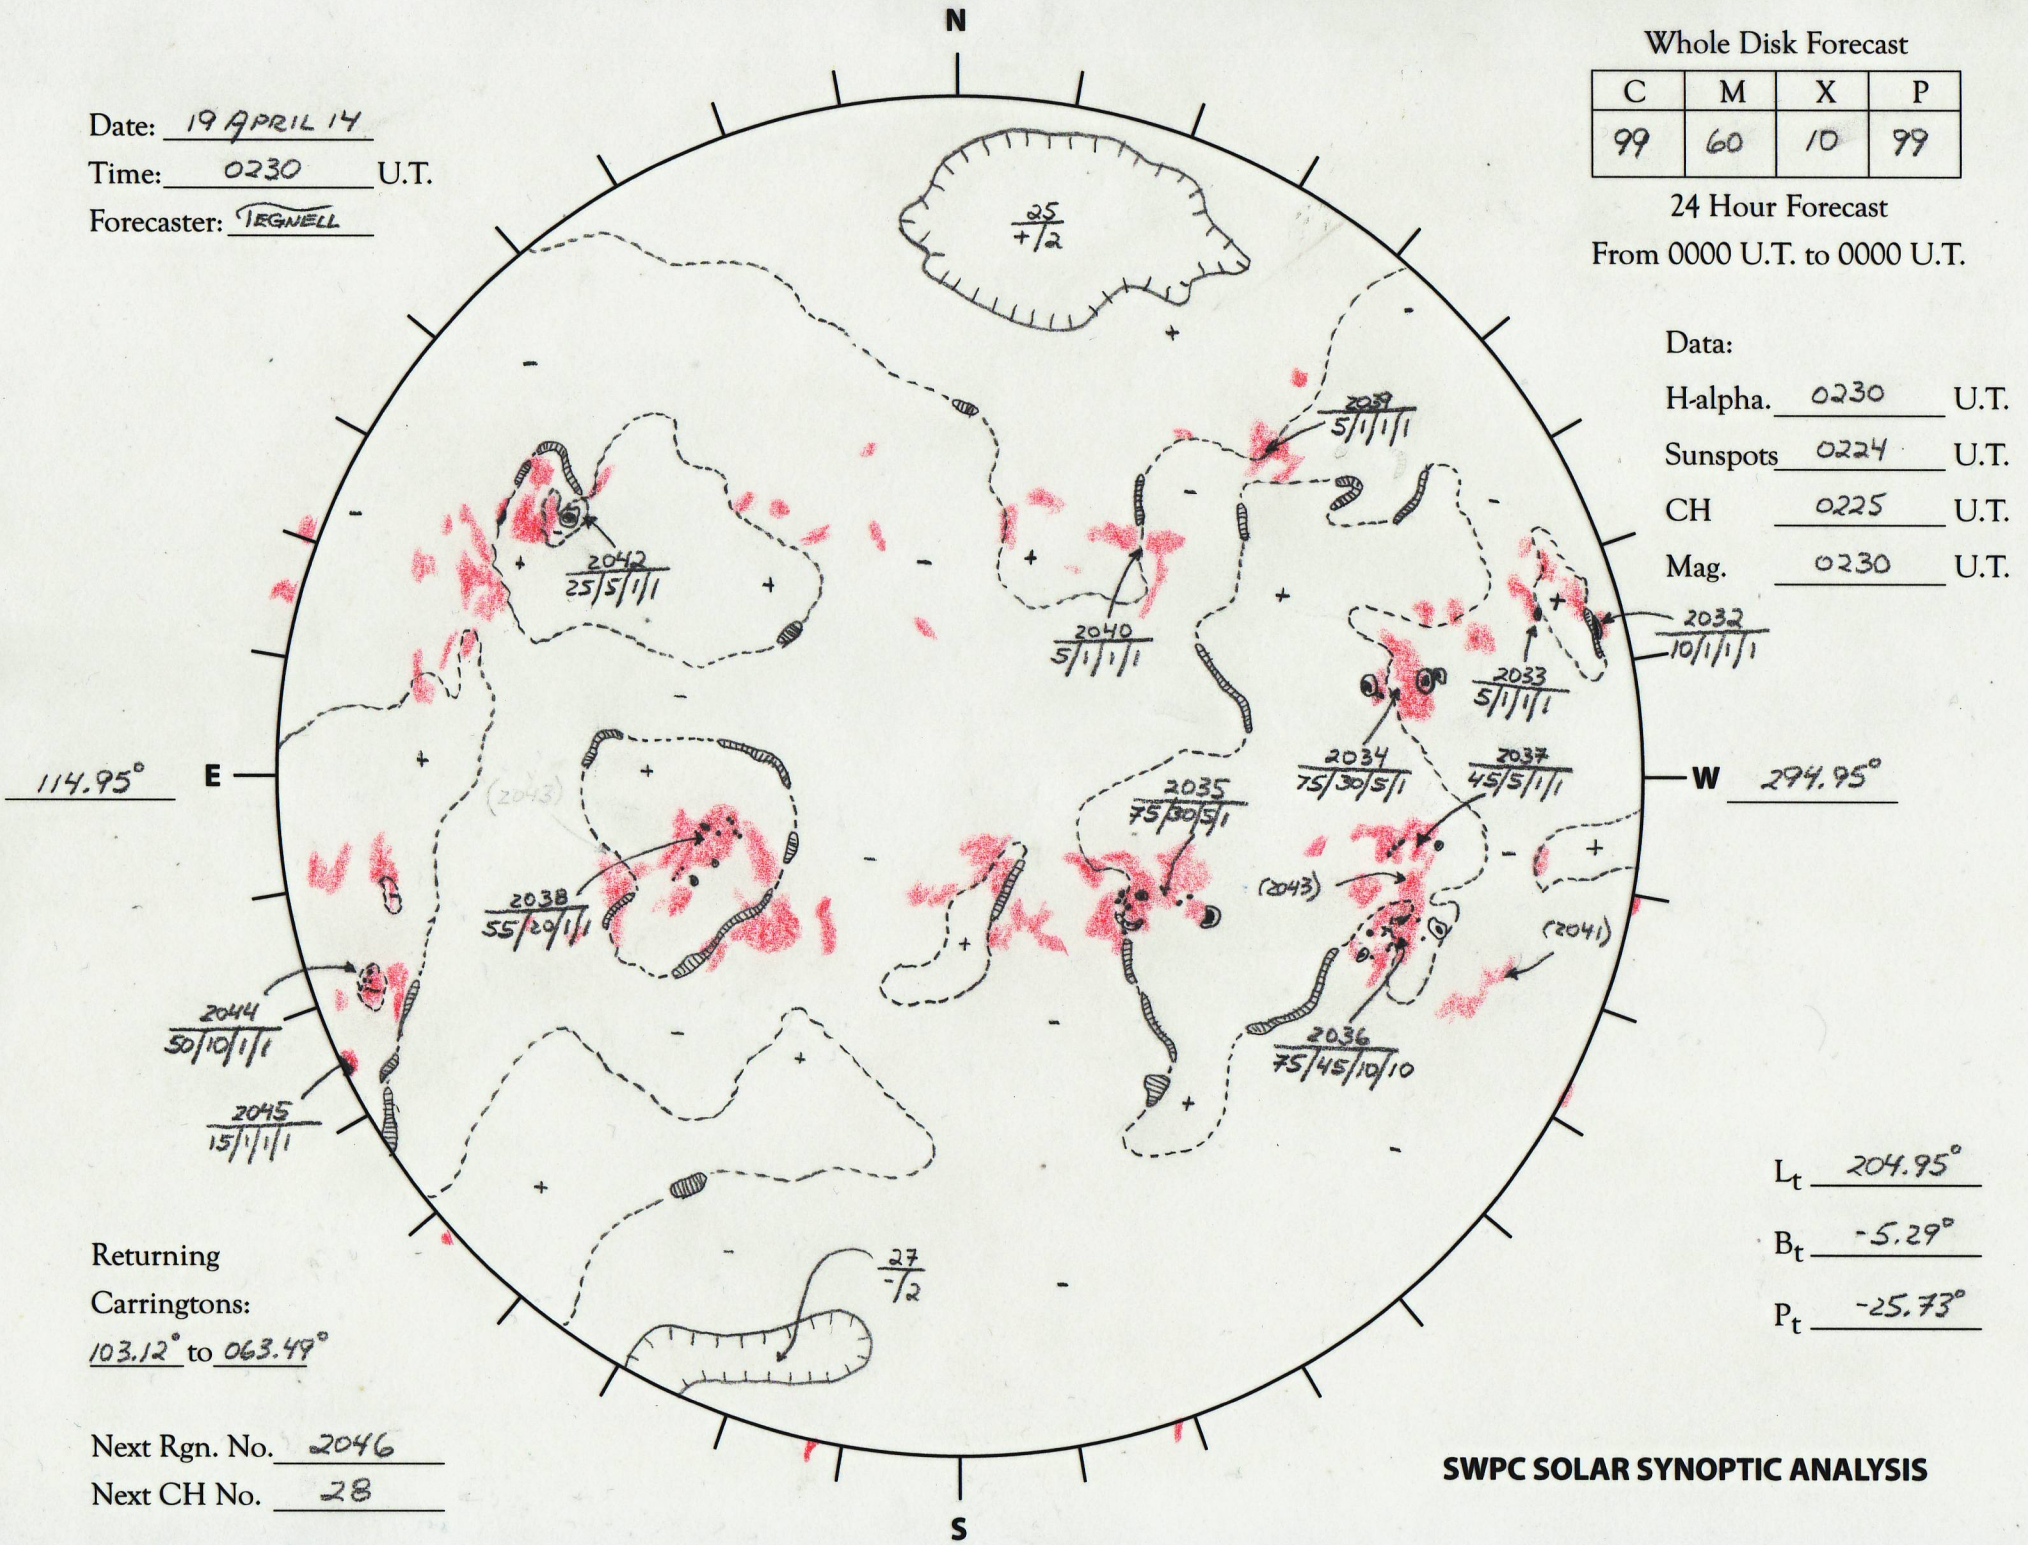 N
Whole Disk Forecast
C M X P
99 60 10 99
24 Hour Forecast
From 0000 U.T. to 0000 U.T.
Date: 19 APRIL 14
Time: 0230 U.T.
Forecaster: TEGNELL
25
+/2
Data:
H-alpha. 0230 U.T.
Sunspots 0224 U.T.
CH 0225 U.T.
Mag. 0230 U.T.
2039
5/1/1/1
2042
25/5/1/1
2040
5/1/1/1
2032
10/1/1/1
2033
5/1/1/1
2034
75/30/5/1
2037
45/5/1/1
114.95° E
W 294.95°
(2043)
2035
75/30/5/1
2038
55/20/1/1
(2043)
(2041)
2044
50/10/1/1
2036
75/45/10/10
2045
15/1/1/1
Lt 204.95°
Bt -5.29°
Pt -25.73°
27
-/2
Returning
Carringtons:
103.12° to 063.49°
Next Rgn. No. 2046
Next CH No. 28
SWPC SOLAR SYNOPTIC ANALYSIS
S